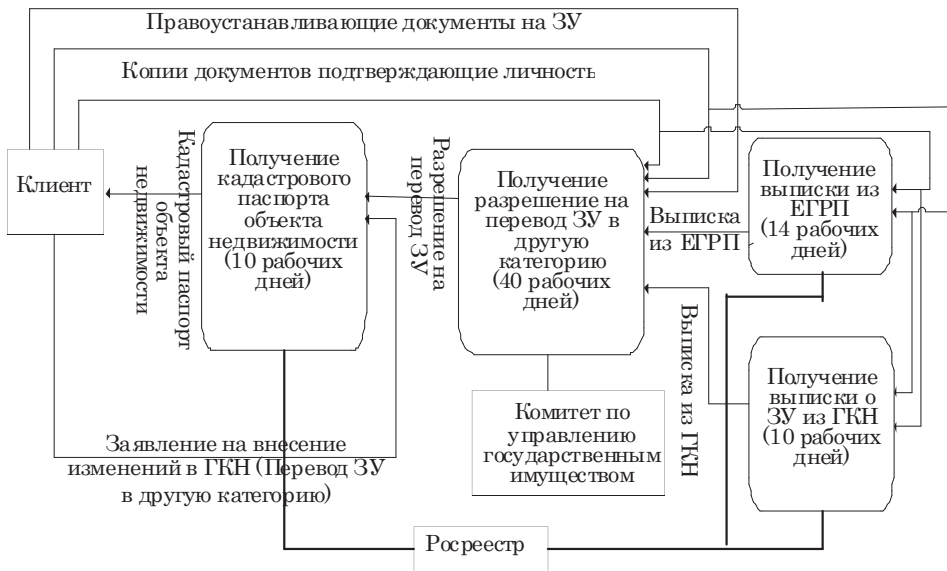 Правоустанавливающие документы на ЗУ
Копии документов подтверждающие личность
Клиент
Кадастровый паспорт
объекта
недвижимости
Получение
кадастрового
паспорта
объекта
недвижимости
(10 рабочих
дней)
Разрешение на
перевод ЗУ
Получение
разрешение на
перевод ЗУ в
другую
категорию
(40 рабочих
дней)
Выписка
из ЕГРП
Получение
выписки из
ЕГРП
(14 рабочих
дней)
Выписка из ГКН
Получение
выписки о
ЗУ из ГКН
(10 рабочих
дней)
Комитет по
управлению
государственным
имуществом
Заявление на внесение
изменений в ГКН (Перевод ЗУ
в другую категорию)
Росреестр